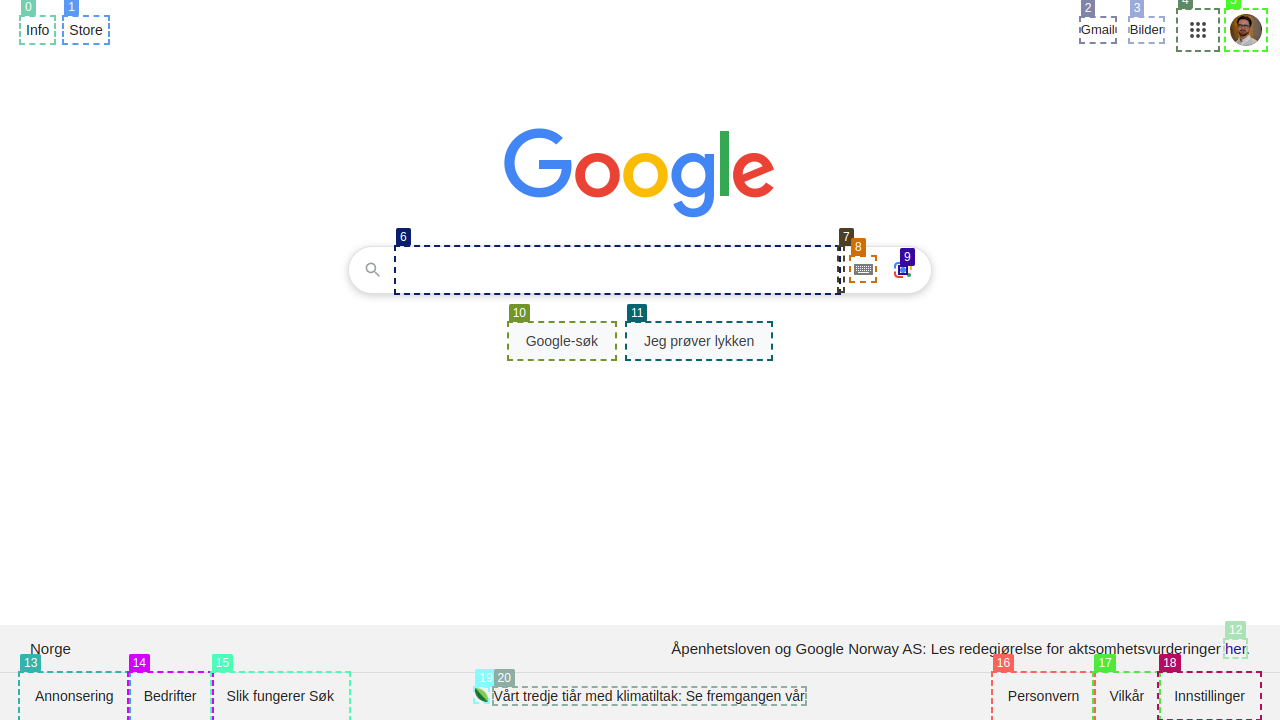 0 1 2 3 4 5
Info Store Gmail Bilder
Google
6 7 8 9
10 11
Google-søk Jeg prøver lykken
12
Norge Åpenhetsloven og Google Norway AS: Les redegjørelse for aktsomhetsvurderinger her.
13 14 15 19 20 16 17 18
Annonsering Bedrifter Slik fungerer Søk Vårt tredje tiår med klimatiltak: Se fremgangen vår Personvern Vilkår Innstillinger